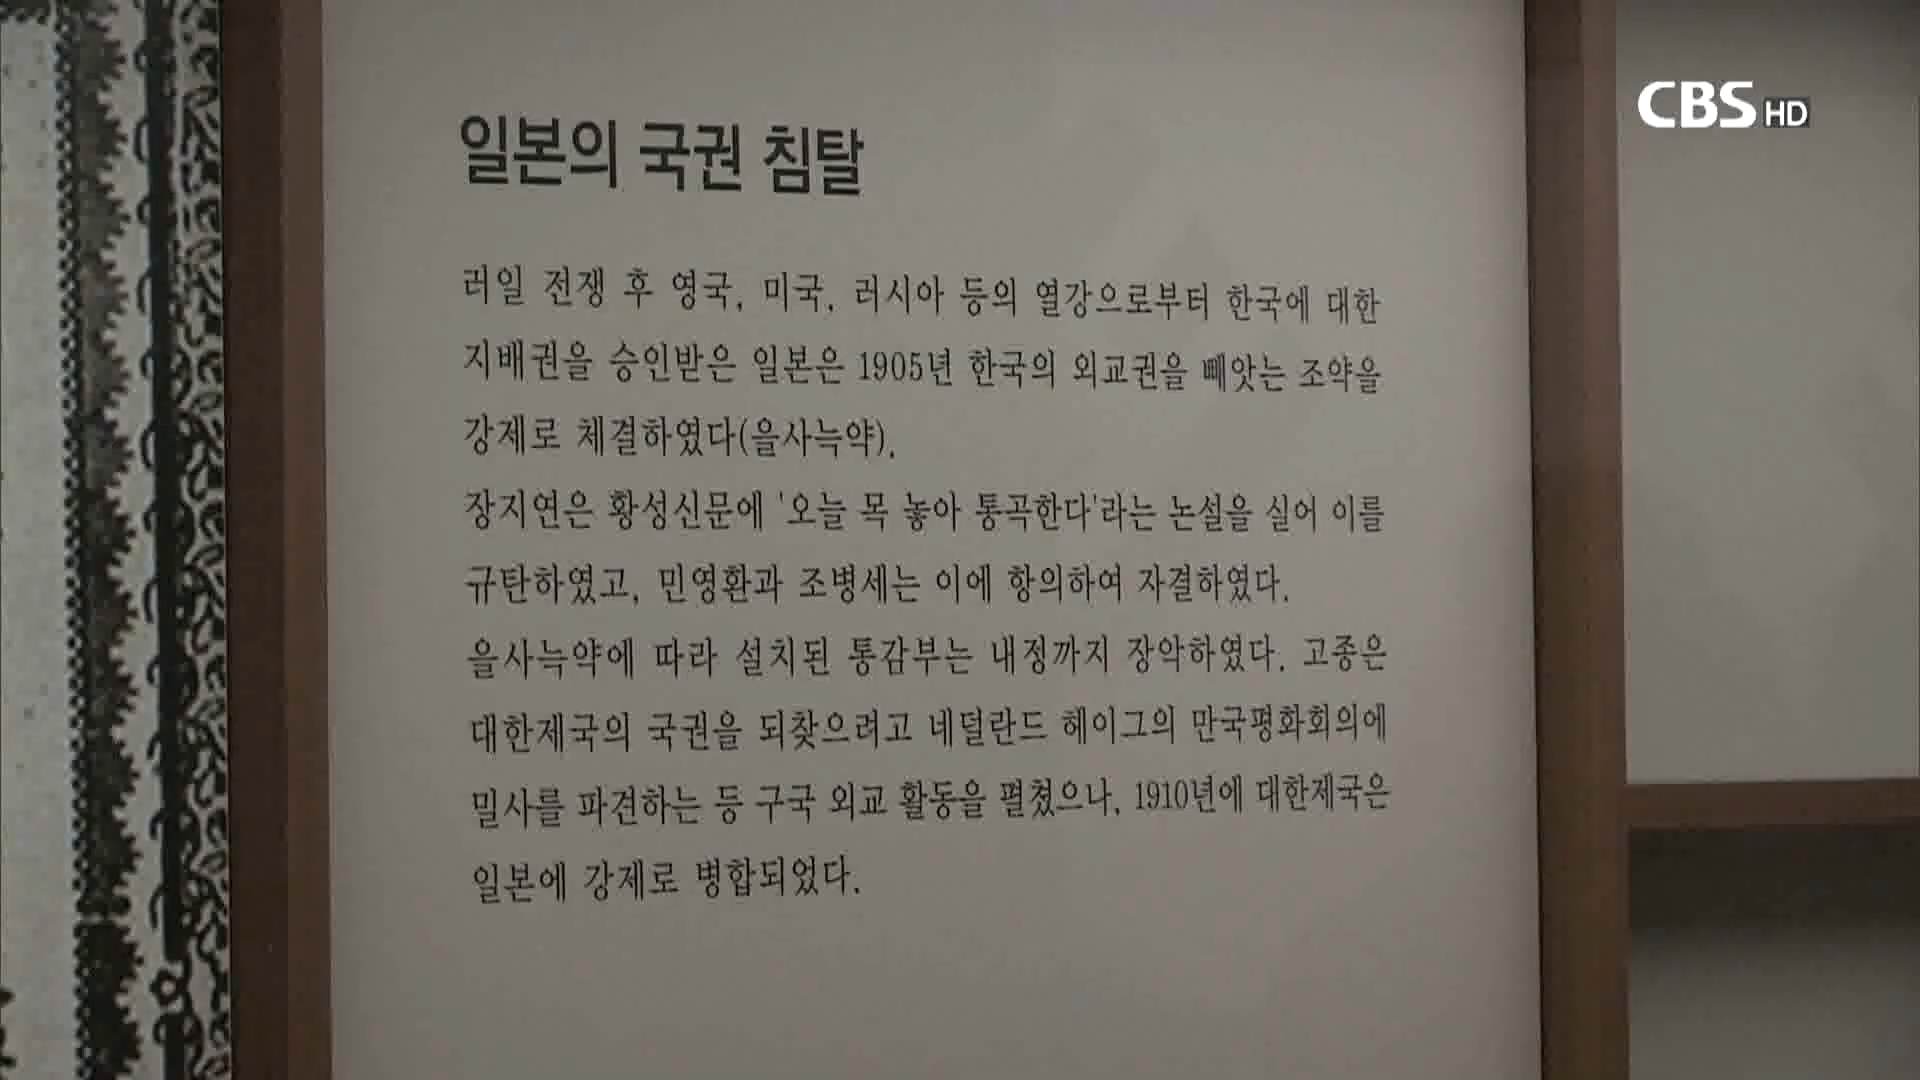 CBS HD
일본의 국권 침탈
러일 전쟁 후 영국, 미국, 러시아 등의 열강으로부터 한국에 대한
지배권을 승인받은 일본은 1905년 한국의 외교권을 빼앗는 조약을
강제로 체결하였다(을사늑약).
장지연은 황성신문에 '오늘 목 놓아 통곡한다'라는 논설을 실어 이를
규탄하였고, 민영환과 조병세는 이에 항의하여 자결하였다.
을사늑약에 따라 설치된 통감부는 내정까지 장악하였다. 고종은
대한제국의 국권을 되찾으려고 네덜란드 헤이그의 만국평화회의에
밀사를 파견하는 등 구국 외교 활동을 펼쳤으나, 1910년에 대한제국은
일본에 강제로 병합되었다.